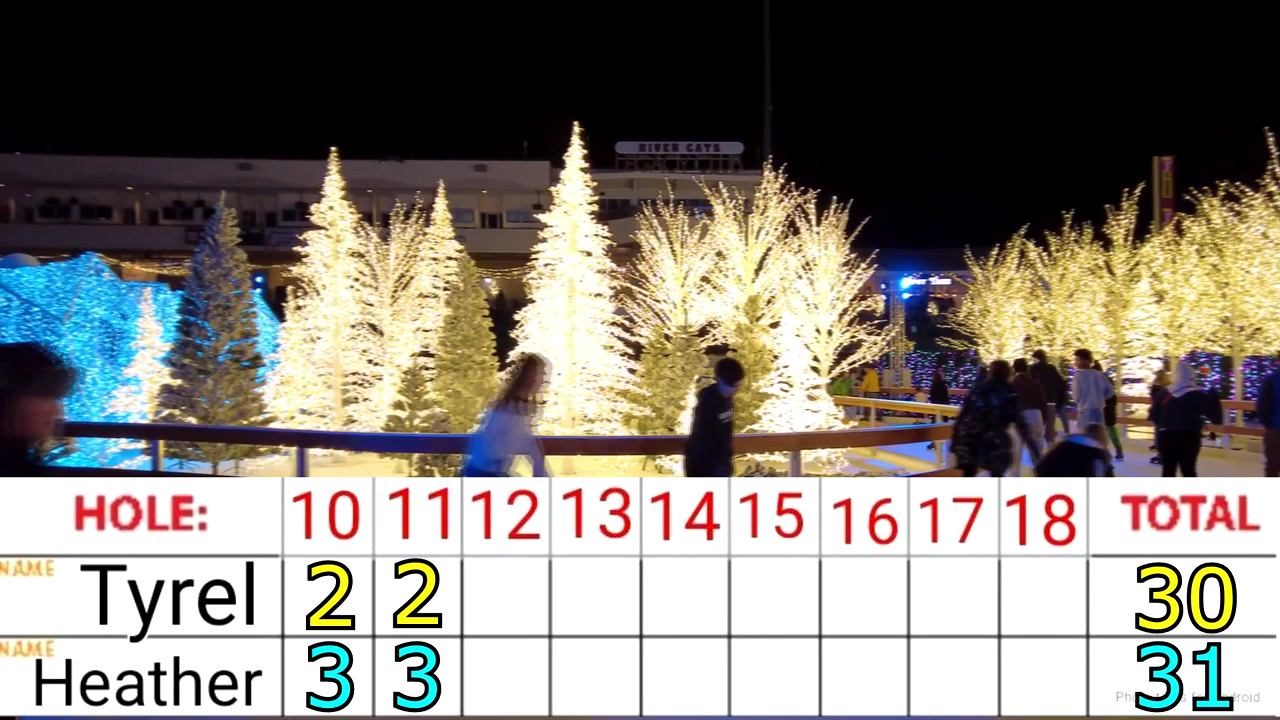 RIVER CATS
HOLE: 10 11 12 13 14 15 16 17 18 TOTAL
NAME Tyrel 2 2 30
NAME Heather 3 3 31